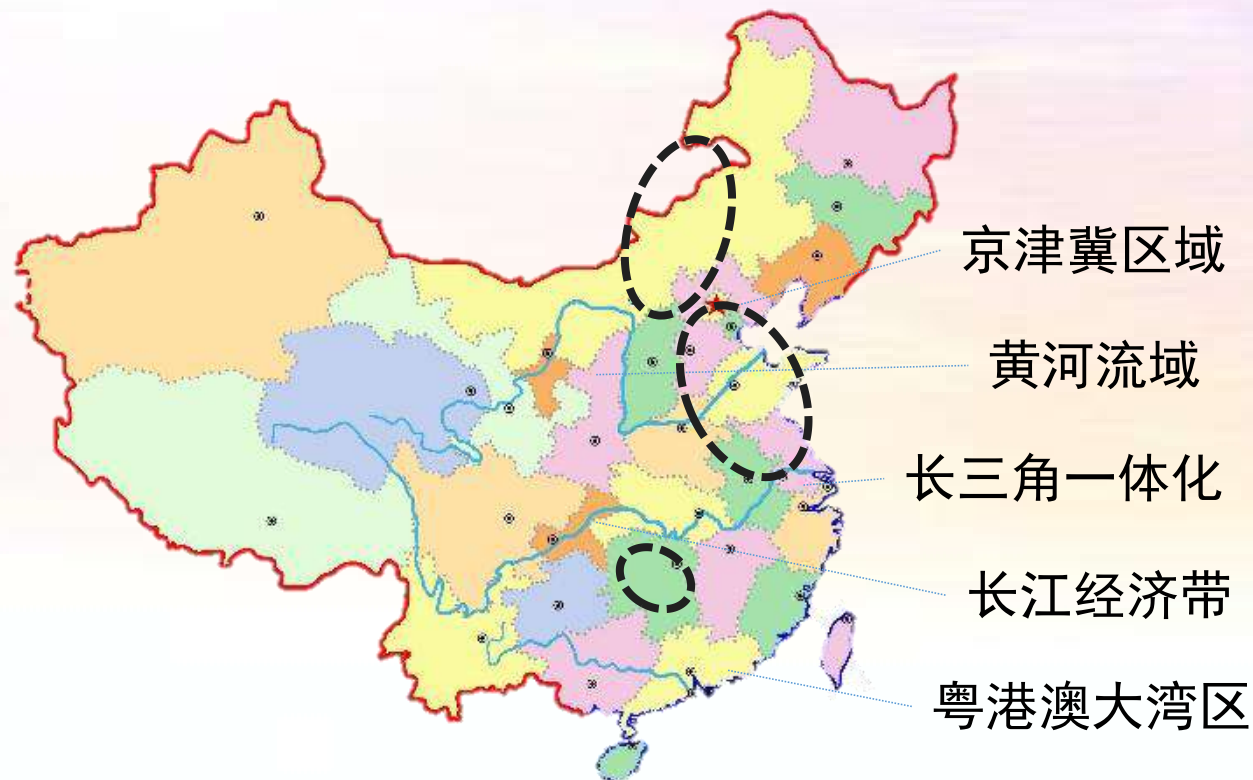 京津冀区域
黄河流域
长三角一体化
长江经济带
粤港澳大湾区